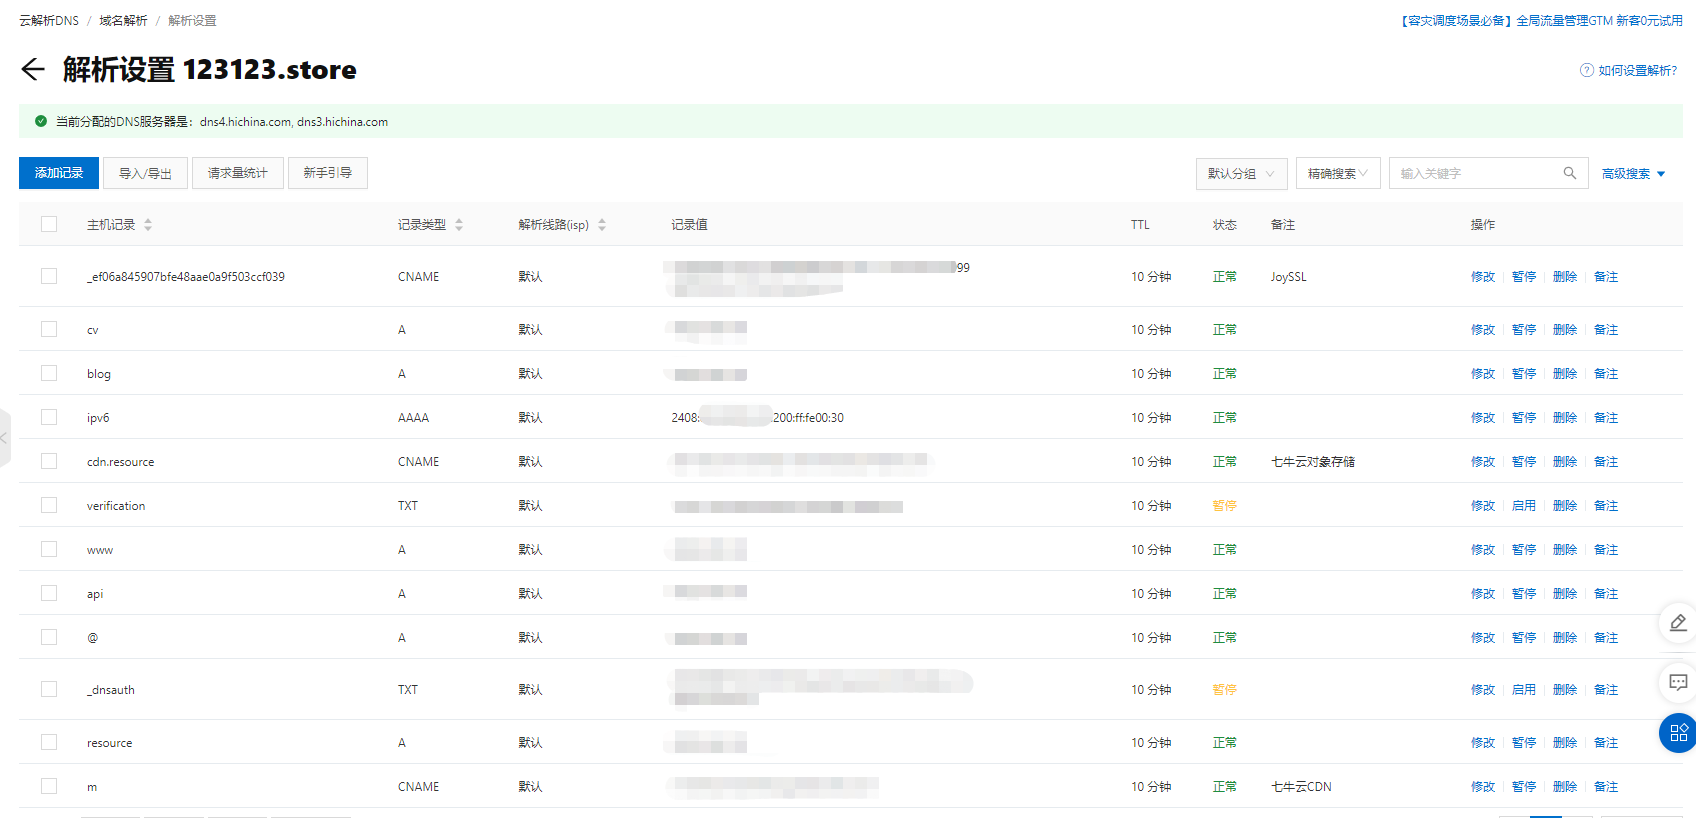 云解析DNS / 域名解析 / 解析设置
【容灾调度场景必备】全局流量管理GTM 新客0元试用
解析设置 123123.store
如何设置解析?
当前分配的DNS服务器是: dns4.hichina.com, dns3.hichina.com
添加记录 导入/导出 请求量统计 新手引导 默认分组 精确搜索 输入关键字 高级搜索
主机记录 记录类型 解析线路(isp) 记录值 TTL 状态 备注 操作
_ef06a845907bfe48aae0a9f503ccf039 CNAME 默认 99 10 分钟 正常 JoySSL 修改 暂停 删除 备注
cv A 默认 10 分钟 正常 修改 暂停 删除 备注
blog A 默认 10 分钟 正常 修改 暂停 删除 备注
ipv6 AAAA 默认 2408: 200:ff:fe00:30 10 分钟 正常 修改 暂停 删除 备注
cdn.resource CNAME 默认 10 分钟 正常 七牛云对象存储 修改 暂停 删除 备注
verification TXT 默认 10 分钟 暂停 修改 启用 删除 备注
www A 默认 10 分钟 正常 修改 暂停 删除 备注
api A 默认 10 分钟 正常 修改 暂停 删除 备注
@ A 默认 10 分钟 正常 修改 暂停 删除 备注
_dnsauth TXT 默认 10 分钟 暂停 修改 启用 删除 备注
resource A 默认 10 分钟 正常 修改 暂停 删除 备注
m CNAME 默认 10 分钟 正常 七牛云CDN 修改 暂停 删除 备注